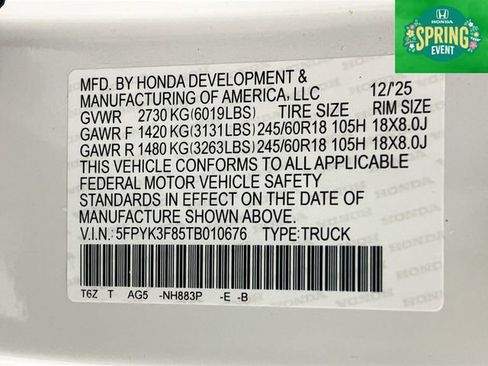 HONDA
SPRING
EVENT
MFD. BY HONDA DEVELOPMENT &
MANUFACTURING OF AMERICA, LLC 12/'25
GVWR 2730 KG(6019LBS) TIRE SIZE RIM SIZE
GAWR F 1420 KG(3131LBS) 245/60R18 105H 18X8.0J
GAWR R 1480 KG(3263LBS) 245/60R18 105H 18X8.0J
THIS VEHICLE CONFORMS TO ALL APPLICABLE
FEDERAL MOTOR VEHICLE SAFETY
STANDARDS IN EFFECT ON THE DATE OF
MANUFACTURE SHOWN ABOVE.
V.I.N.: 5FPYK3F85TB010676 TYPE:TRUCK
T6Z T AG5 -NH883P -E -B